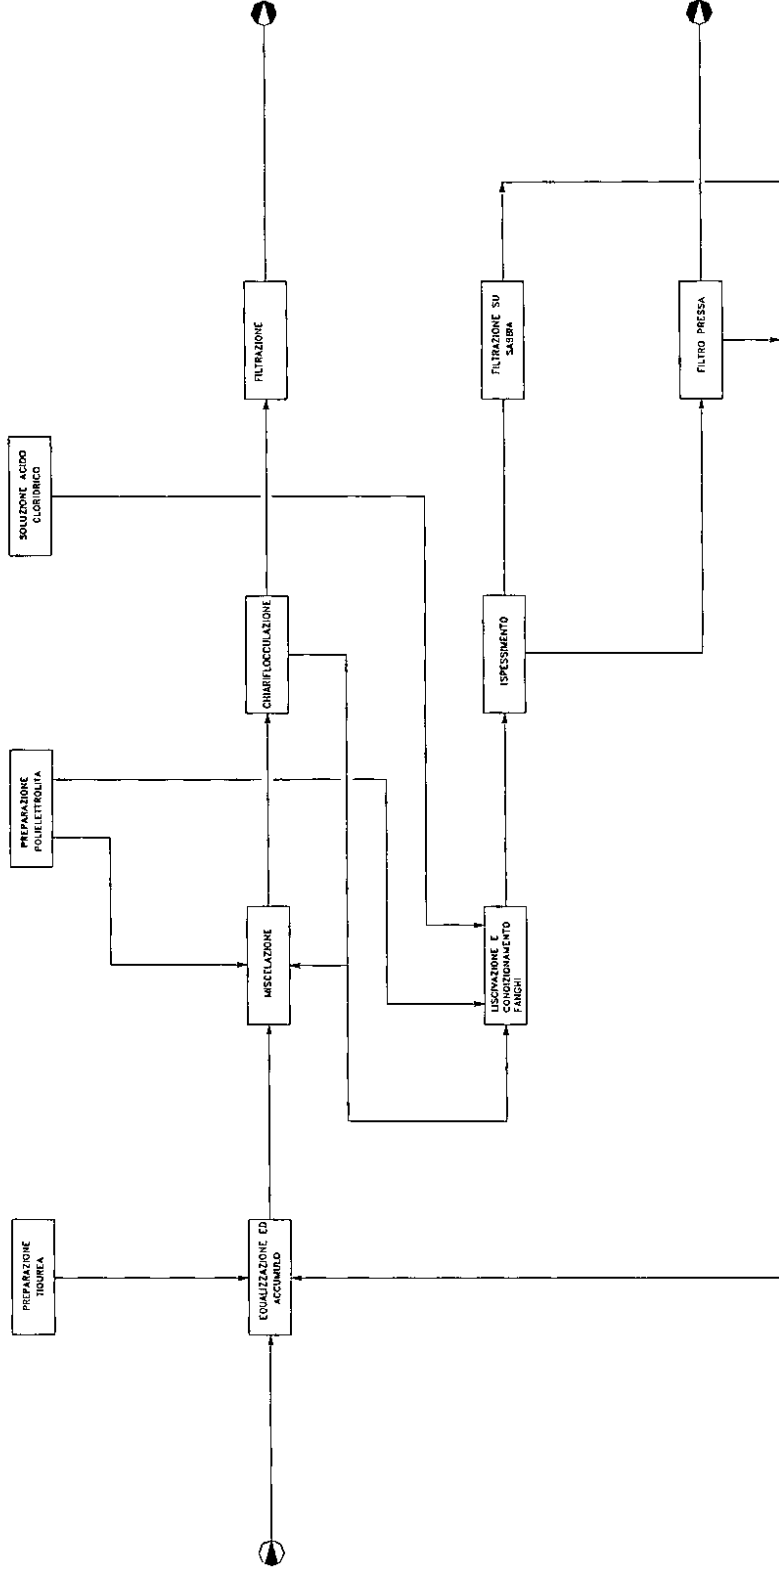 PREPARAZIONE
TIOUREA
PREPARAZIONE
POLIELETTROLITA
SOLUZIONE ACIDO
CLORIDRICO
EQUALIZZAZIONE ED
ACCUMULO
MISCELAZIONE
CHIARIFLOCCULAZIONE
FILTRAZIONE
LISCIVAZIONE E
CONDIZIONAMENTO
FANGHI
ISPESSIMENTO
FILTRAZIONE SU
SABBIA
FILTRO PRESSA